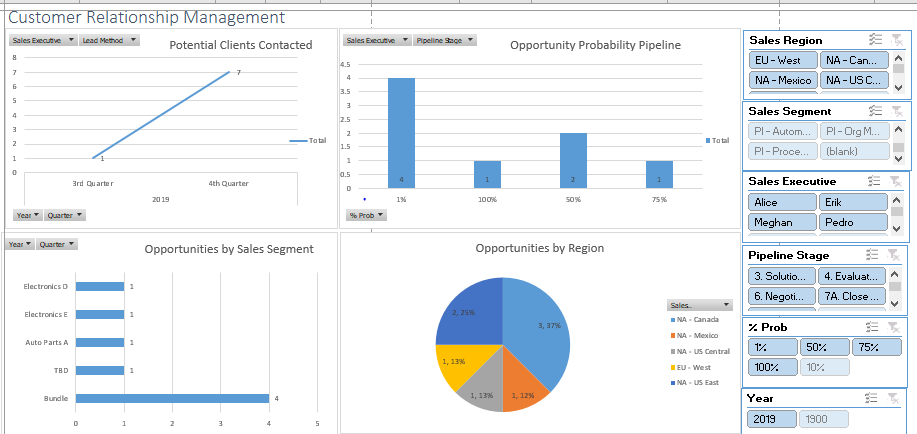 Customer Relationship Management
Sales Executive Lead Method
Potential Clients Contacted
8
7
6
5
4
3
2
1
0
7
1
Total
3rd Quarter 4th Quarter
2019
Year Quarter
Sales Executive Pipeline Stage
Opportunity Probability Pipeline
4.5
4
3.5
3
2.5
2
1.5
1
0.5
0
4 1 2 1
Total
1% 100% 50% 75%
% Prob
Year Quarter
Opportunities by Sales Segment
Electronics D 1
Electronics E 1
Auto Parts A 1
TBD 1
Bundle 4
0 1 2 3 4 5
Opportunities by Region
2, 25%
3, 37%
1, 13%
1, 13%
1, 12%
Sales..
NA - Canada
NA - Mexico
NA - US Central
EU - West
NA - US East
Sales Region
EU - West NA - Can...
NA - Mexico NA - US C...
Sales Segment
PI - Autom... PI - Org M...
PI - Proce... (blank)
Sales Executive
Alice Erik
Meghan Pedro
Pipeline Stage
3. Solutio... 4. Evaluat...
6. Negoti... 7A. Close ...
% Prob
1% 50% 75%
100% 10%
Year
2019 1900